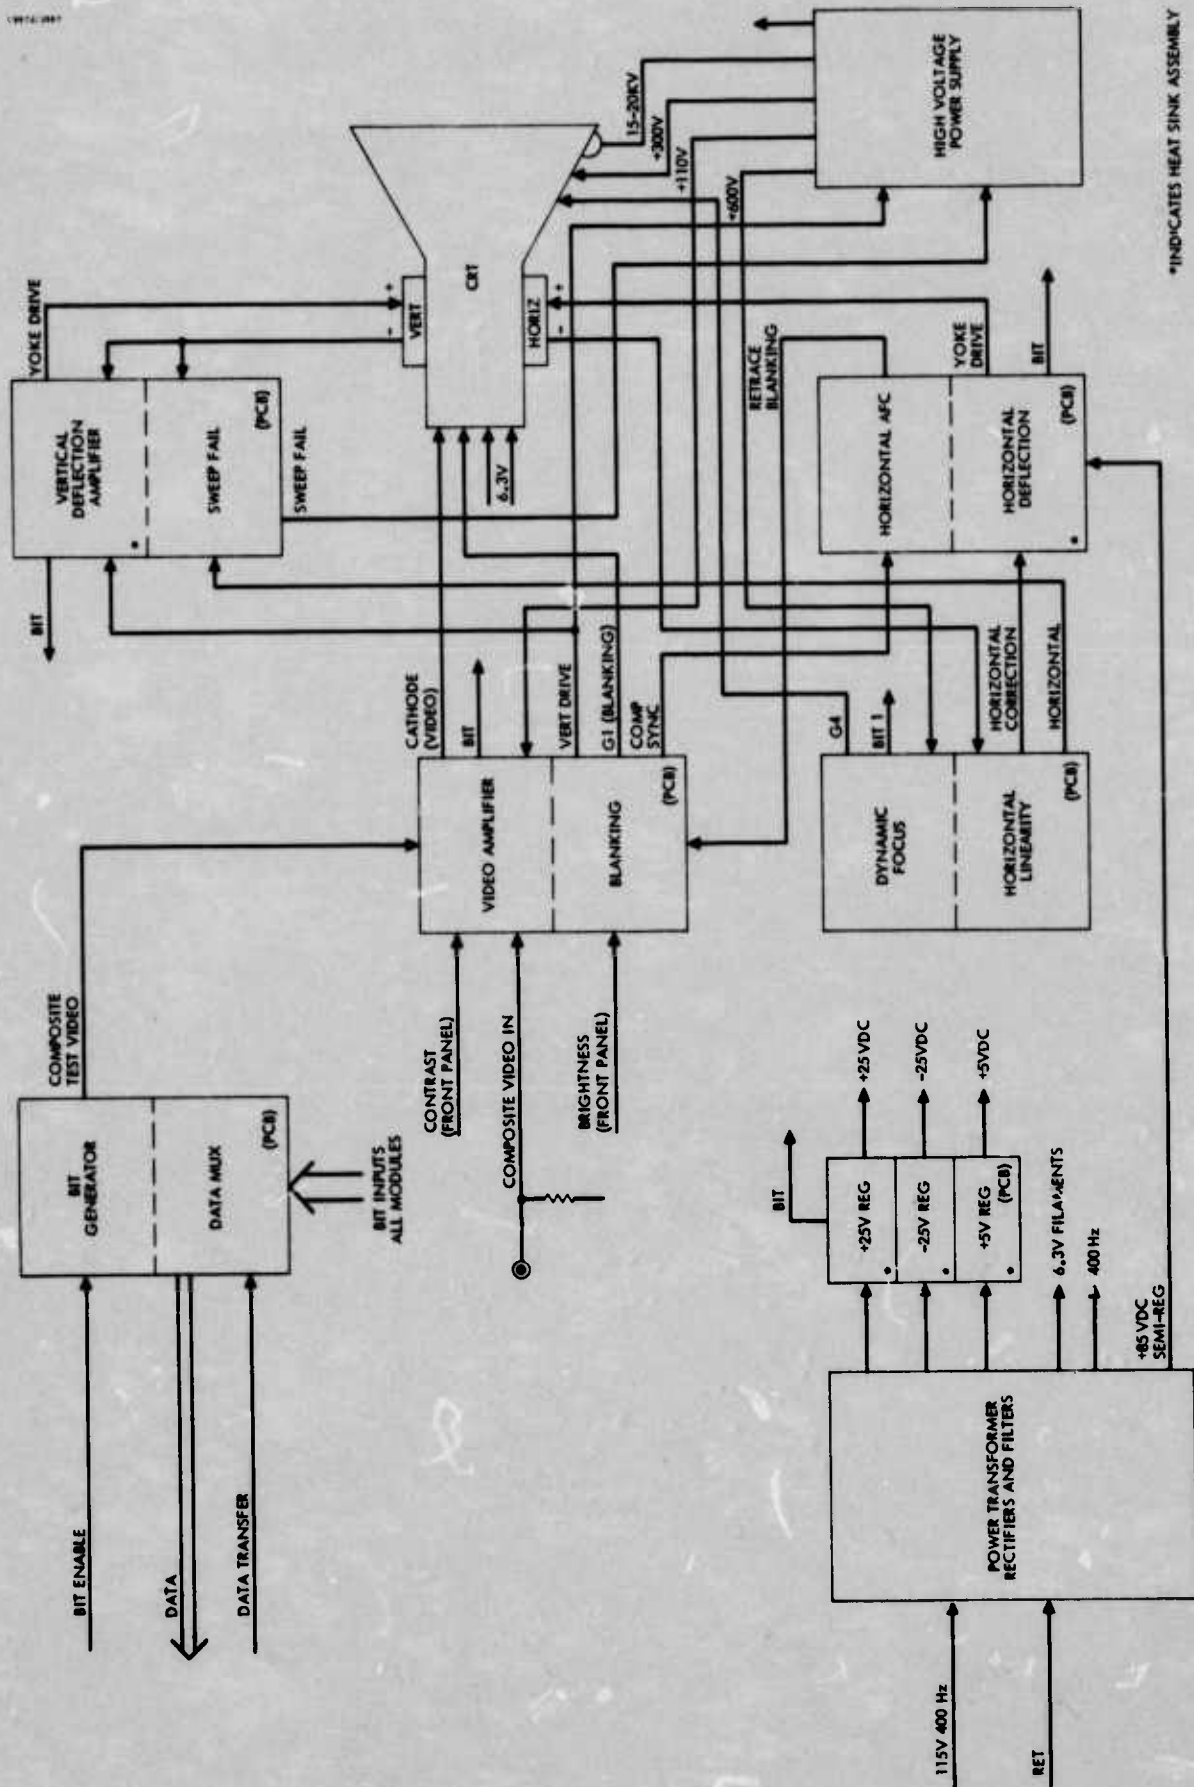 BIT ENABLE
DATA
DATA TRANSFER
BIT
GENERATOR
DATA MUX
(PCB)
BIT INPUTS
ALL MODULES
COMPOSITE
TEST VIDEO
CONTRAST
(FRONT PANEL)
COMPOSITE VIDEO IN
BRIGHTNESS
(FRONT PANEL)
VIDEO AMPLIFIER
BLANKING
(PCB)
CATHODE
(VIDEO)
BIT
VERT DRIVE
G1 (BLANKING)
COMP
SYNC
BIT
VERTICAL
DEFLECTION
AMPLIFIER
*
SWEEP FAIL
(PCB)
YOKE DRIVE
SWEEP FAIL
6.3V
VERT
- +
CRT
HORIZ
- +
15-20KV
+300V
+110V
+600V
HIGH VOLTAGE
POWER SUPPLY
RETRACE
BLANKING
HORIZONTAL AFC
HORIZONTAL
DEFLECTION
*
(PCB)
YOKE
DRIVE
BIT
DYNAMIC
FOCUS
HORIZONTAL
LINEARITY
(PCB)
G4
BIT 1
HORIZONTAL
CORRECTION
HORIZONTAL
115V 400 Hz
RET
POWER TRANSFORMER
RECTIFIERS AND FILTERS
BIT
+25V REG
*
-25V REG
*
+5V REG
*
(PCB)
+25 VDC
-25VDC
+5VDC
6.3V FILAMENTS
400 Hz
+85 VDC
SEMI-REG
*INDICATES HEAT SINK ASSEMBLY